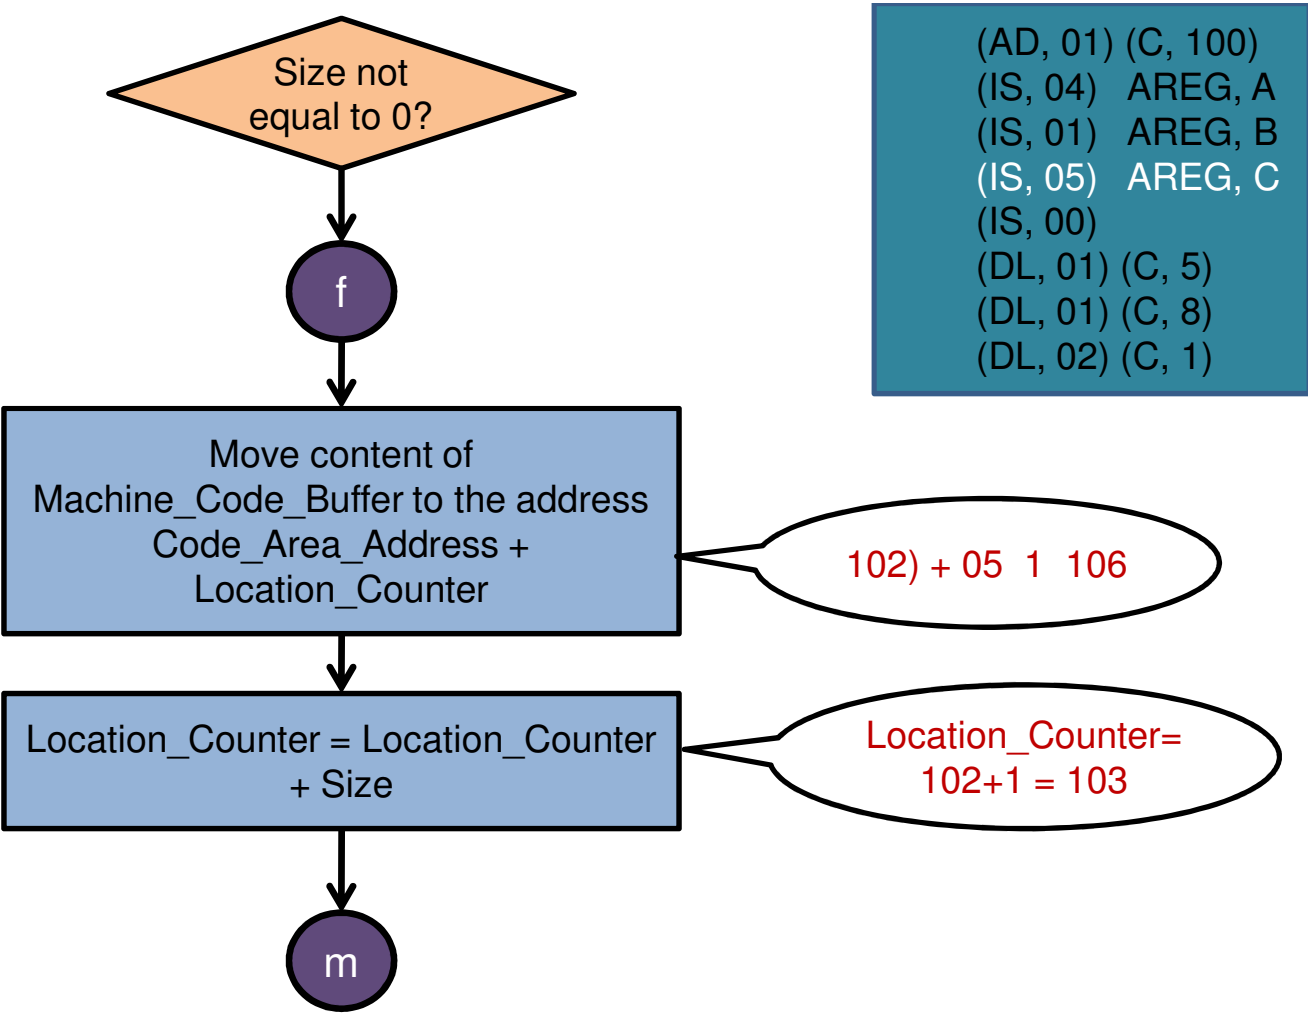 Size not
equal to 0?
f
Move content of
Machine_Code_Buffer to the address
Code_Area_Address +
Location_Counter
Location_Counter = Location_Counter
+ Size
m
(AD, 01) (C, 100)
(IS, 04) AREG, A
(IS, 01) AREG, B
(IS, 05) AREG, C
(IS, 00)
(DL, 01) (C, 5)
(DL, 01) (C, 8)
(DL, 02) (C, 1)
102) + 05 1 106
Location_Counter=
102+1 = 103